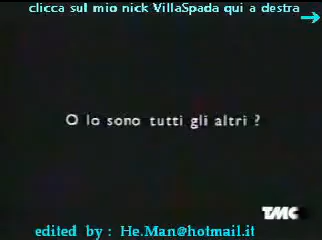 clicca sul mio nick VillaSpada qui a destra
O lo sono tutti gli altri ?
TMC
edited by : He.Man@hotmail.it